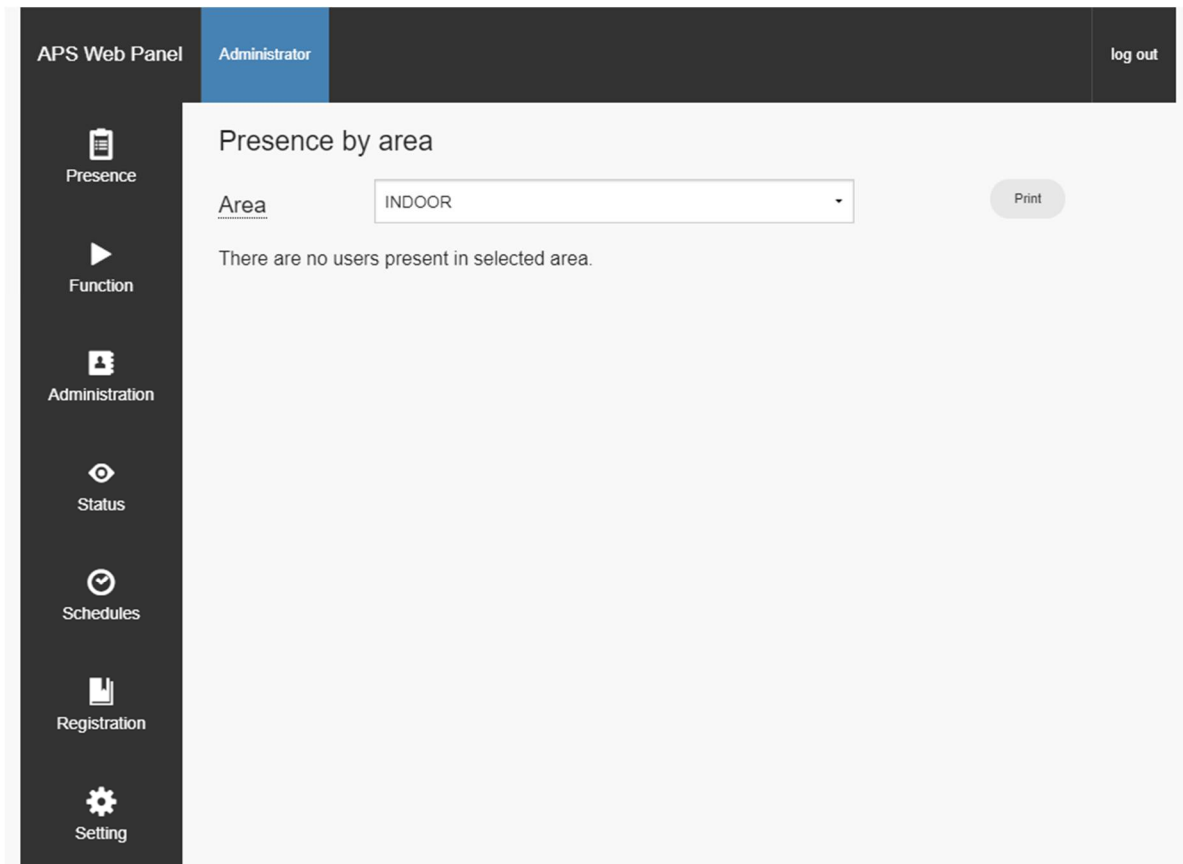 APS Web Panel
Administrator
log out
Presence
Function
Administration
Status
Schedules
Registration
Setting
Presence by area
Area
INDOOR
Print
There are no users present in selected area.